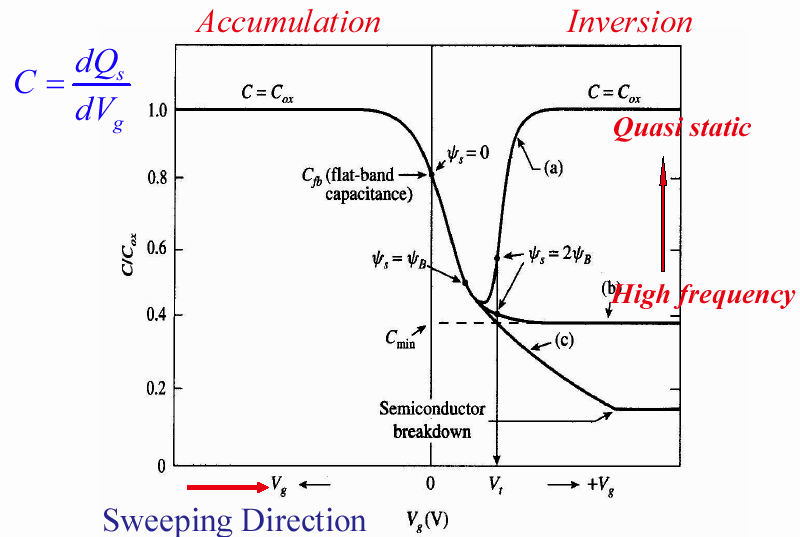 Accumulation
Inversion
C = dQs/dVg
C = Cox
C = Cox
1.0
Quasi static
ψs = 0
(a)
Cfb (flat-band
capacitance)
0.8
C/Cox
0.6
ψs = ψB
ψs = 2ψB
(b)
High frequency
0.4
Cmin
(c)
0.2
Semiconductor
breakdown
0
Vg ←
0
Vt
→ +Vg
Sweeping Direction
Vg (V)